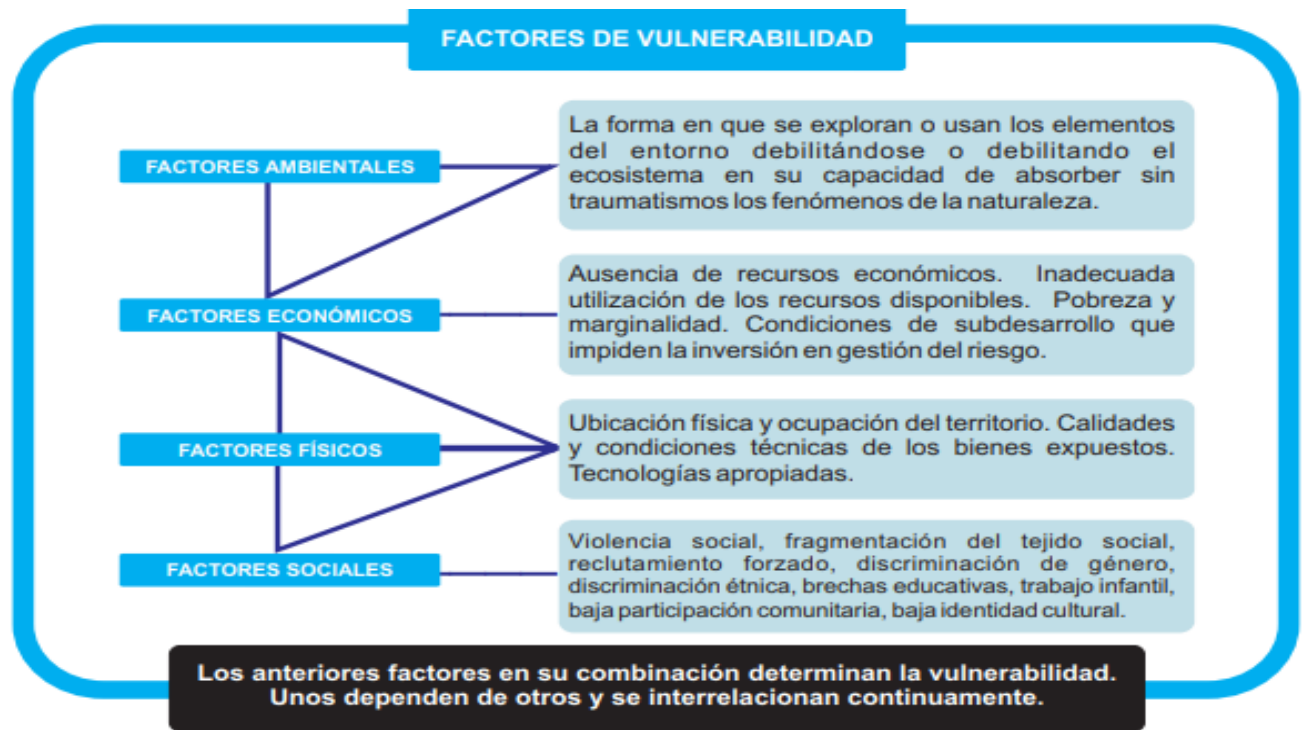 FACTORES DE VULNERABILIDAD
FACTORES AMBIENTALES
La forma en que se exploran o usan los elementos
del entorno debilitándose o debilitando el
ecosistema en su capacidad de absorber sin
traumatismos los fenómenos de la naturaleza.
FACTORES ECONÓMICOS
Ausencia de recursos económicos. Inadecuada
utilización de los recursos disponibles. Pobreza y
marginalidad. Condiciones de subdesarrollo que
impiden la inversión en gestión del riesgo.
FACTORES FÍSICOS
Ubicación física y ocupación del territorio. Calidades
y condiciones técnicas de los bienes expuestos.
Tecnologías apropiadas.
FACTORES SOCIALES
Violencia social, fragmentación del tejido social,
reclutamiento forzado, discriminación de género,
discriminación étnica, brechas educativas, trabajo infantil,
baja participación comunitaria, baja identidad cultural.
Los anteriores factores en su combinación determinan la vulnerabilidad.
Unos dependen de otros y se interrelacionan continuamente.